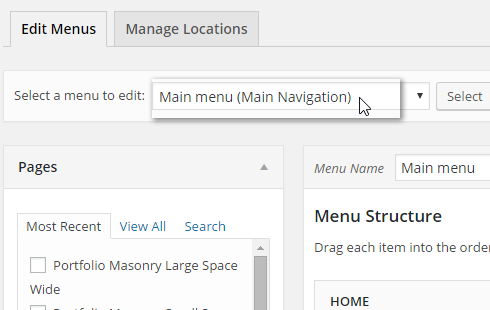 Edit Menus Manage Locations
Select a menu to edit: Main menu (Main Navigation) Select
Pages
Menu Name Main menu
Most Recent View All Search
Menu Structure
Drag each item into the order
Portfolio Masonry Large Space
Wide
HOME